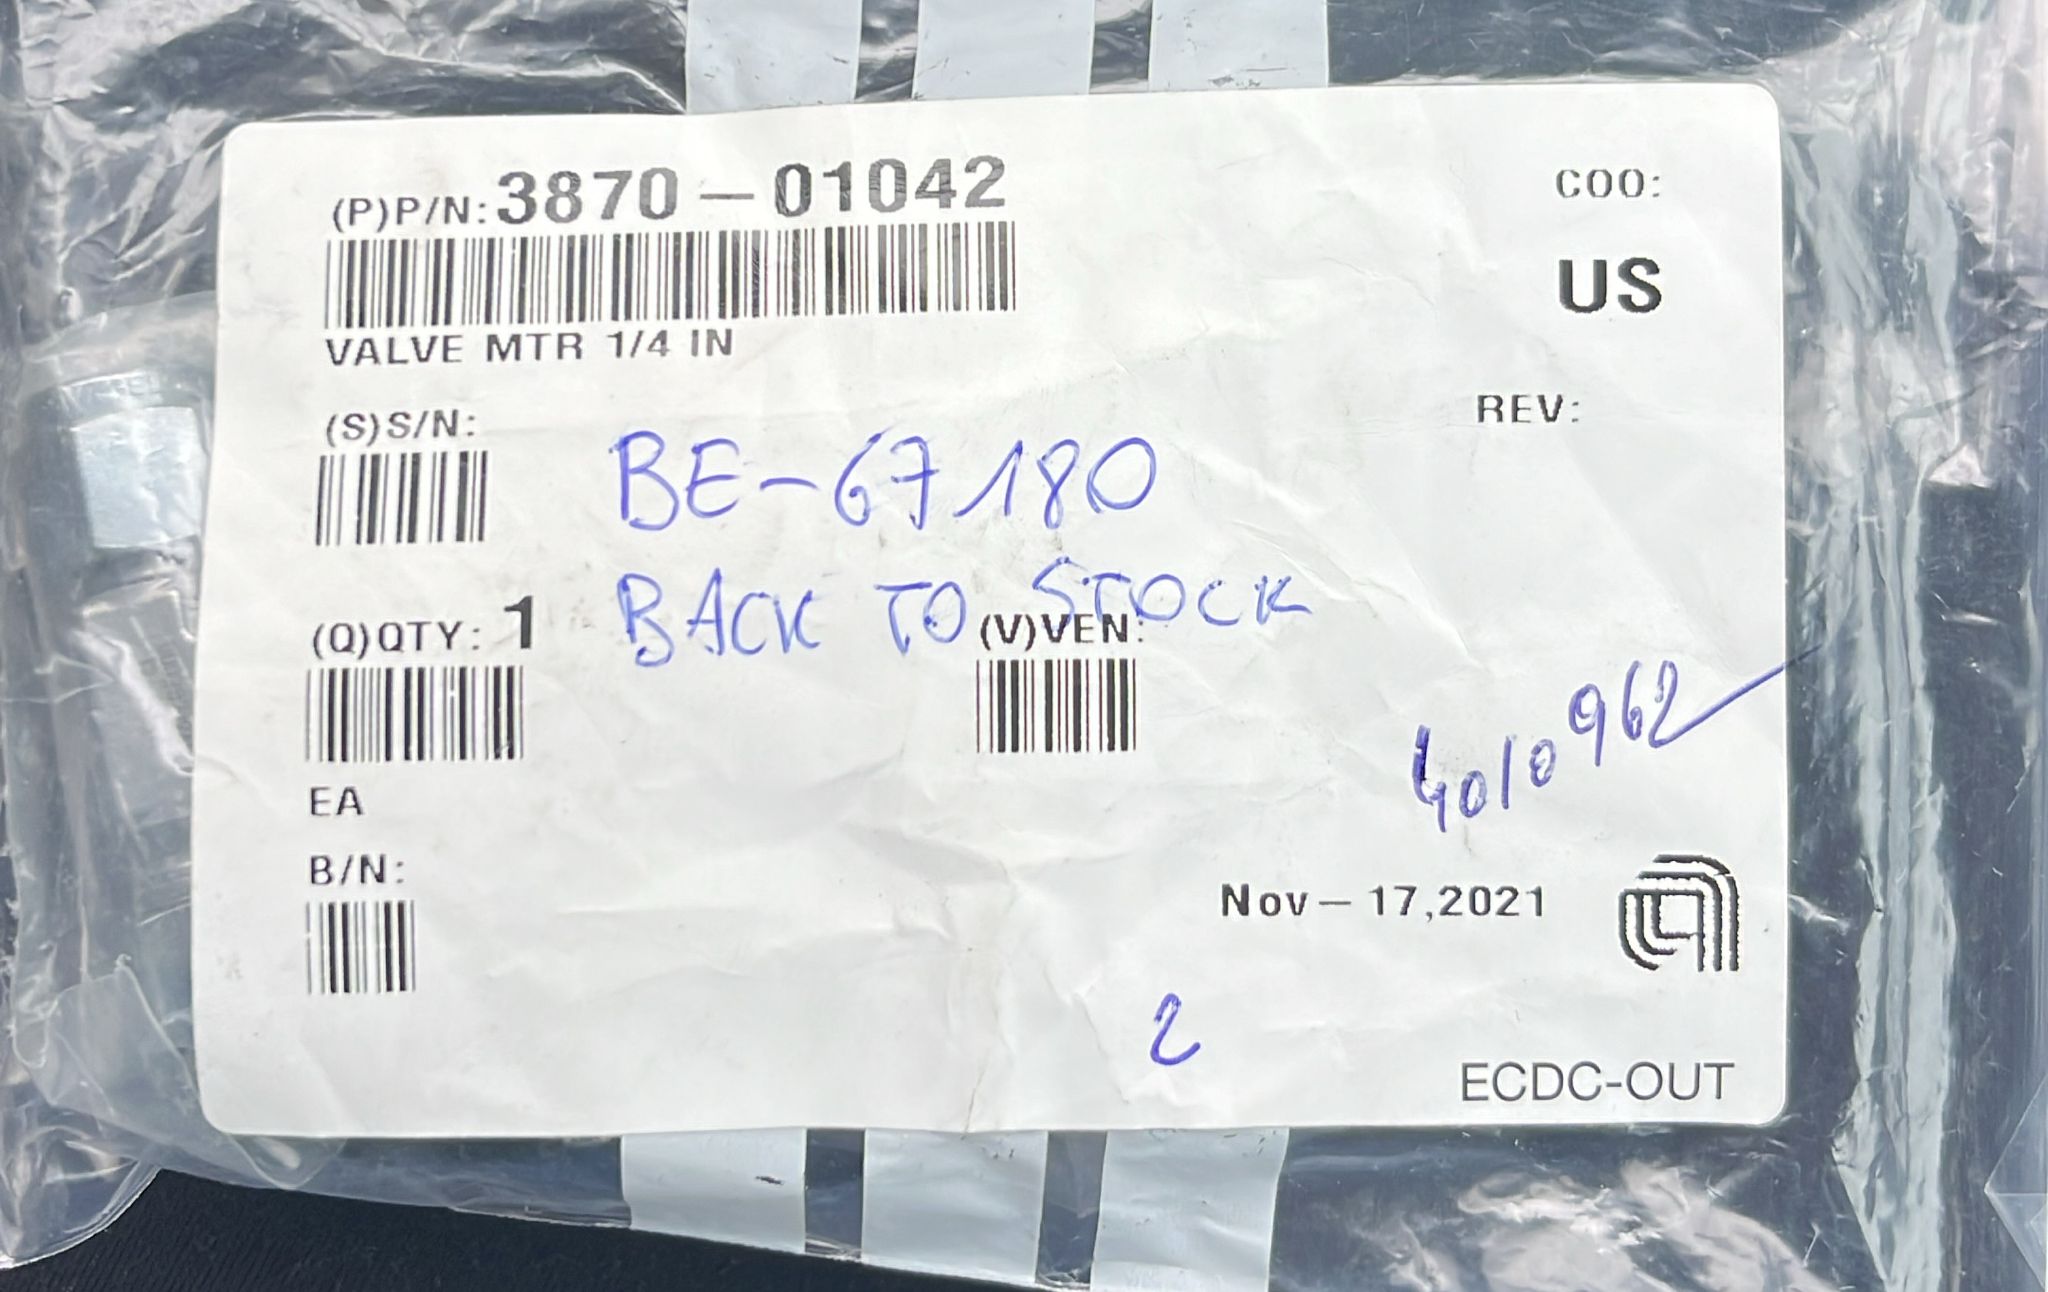 (P)P/N: 3870-01042
COO:
US
VALVE MTR 1/4 IN
REV:
(S)S/N:
BE-67180
BACK TO STOCK
(Q)QTY: 1
(V)VEN:
4010962
EA
B/N:
Nov-17,2021
2
ECDC-OUT